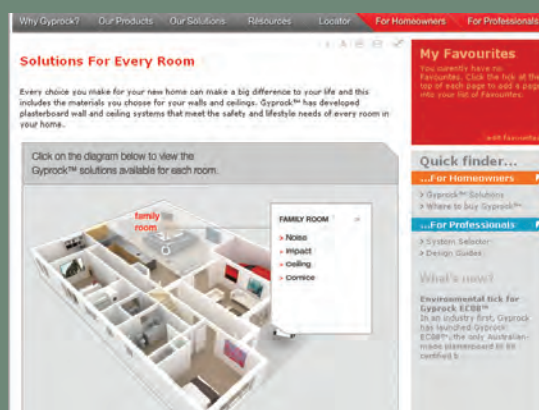 Why Gyprock?
Our Products
Our Solutions
Resources
Locator
For Homeowners
For Professionals
Solutions For Every Room
Every choice you make for your new home can make a big difference to your life and this
includes the materials you choose for your walls and ceilings. Gyprock™ has developed
plasterboard wall and ceiling systems that meet the safety and lifestyle needs of every room in
your home.
Click on the diagram below to view the
Gyprock™ solutions available for each room.
family
room
FAMILY ROOM
> Noise
> Impact
> Ceiling
> Cornice
My Favourites
You currently have no
Favourites. Click the tick at the
top of each page to add a page
into your list of Favourites.
edit favourites
Quick finder...
...For Homeowners
> Gyprock™ Solutions
> Where to buy Gyprock™
...For Professionals
> System Selector
> Design Guides
What's new?
Environmental tick for
Gyprock EC08™
In an industry first, Gyprock
has launched Gyprock
EC08™, the only Australian-
made plasterboard to be
certified b